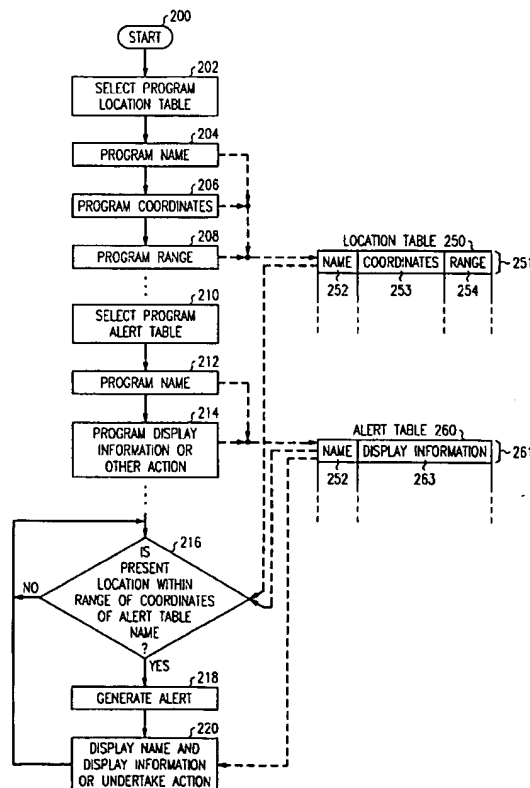 200
START
202
SELECT PROGRAM
LOCATION TABLE
204
PROGRAM NAME
206
PROGRAM COORDINATES
208
PROGRAM RANGE
LOCATION TABLE 250
NAME COORDINATES RANGE 251
252 253 254
210
SELECT PROGRAM
ALERT TABLE
212
PROGRAM NAME
214
PROGRAM DISPLAY
INFORMATION OR
OTHER ACTION
ALERT TABLE 260
NAME DISPLAY INFORMATION 261
252 263
216
IS
PRESENT
LOCATION WITHIN
RANGE OF COORDINATES
OF ALERT TABLE
NAME
?
NO
YES
218
GENERATE ALERT
220
DISPLAY NAME AND
DISPLAY INFORMATION
OR UNDERTAKE ACTION